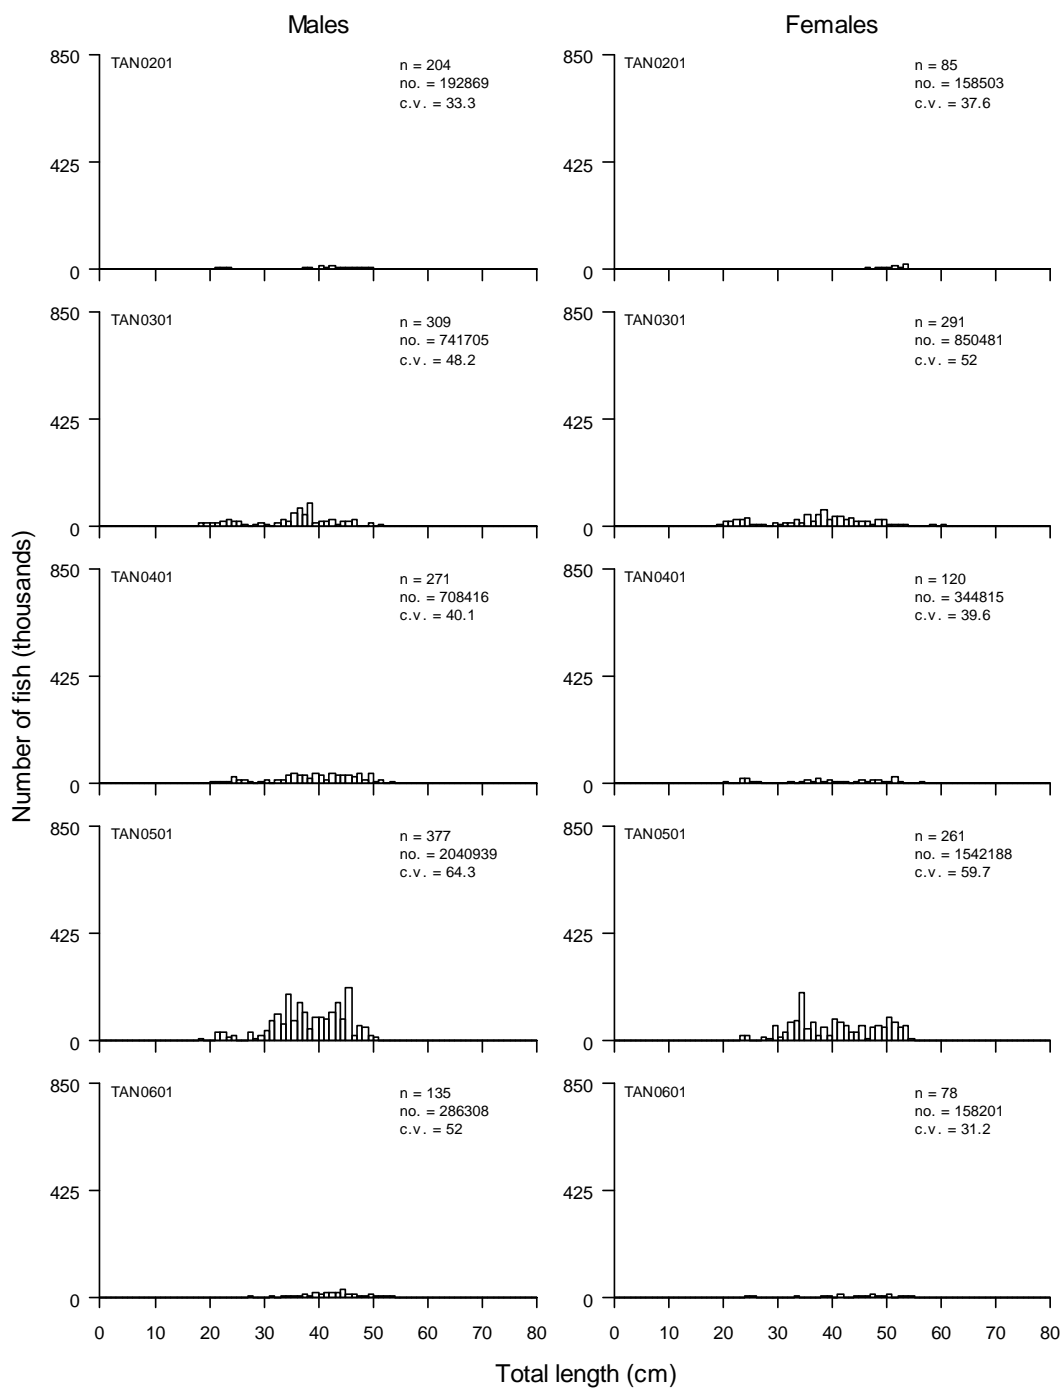 Males Females
850 TAN0201 n = 204 850 TAN0201 n = 85
no. = 192869 no. = 158503
c.v. = 33.3 c.v. = 37.6
425 425
0 0
850 TAN0301 n = 309 850 TAN0301 n = 291
no. = 741705 no. = 850481
c.v. = 48.2 c.v. = 52
425 425
0 0
850 TAN0401 n = 271 850 TAN0401 n = 120
no. = 708416 no. = 344815
c.v. = 40.1 c.v. = 39.6
425 425
0 0
850 TAN0501 n = 377 850 TAN0501 n = 261
no. = 2040939 no. = 1542188
c.v. = 64.3 c.v. = 59.7
425 425
0 0
850 TAN0601 n = 135 850 TAN0601 n = 78
no. = 286308 no. = 158201
c.v. = 52 c.v. = 31.2
425 425
0 0
0 10 20 30 40 50 60 70 80 0 10 20 30 40 50 60 70 80
Number of fish (thousands)
Total length (cm)